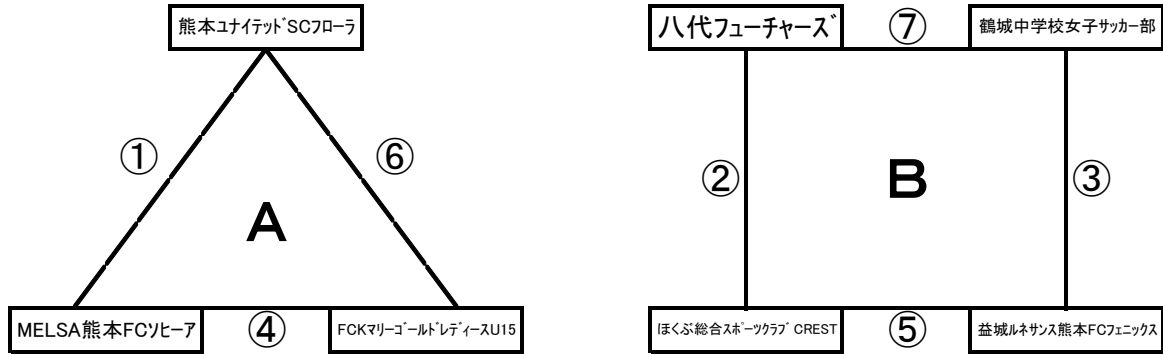 熊本ユナイテッドSCフローラ
八代フューチャーズ
⑦
鶴城中学校女子サッカー部
①
⑥
②
B
③
A
MELSA熊本FCソヒーア
④
FCKマリーゴールドレディースU15
ほくぶ総合スポーツクラブ CREST
⑤
益城ルネサンス熊本FCフェニックス